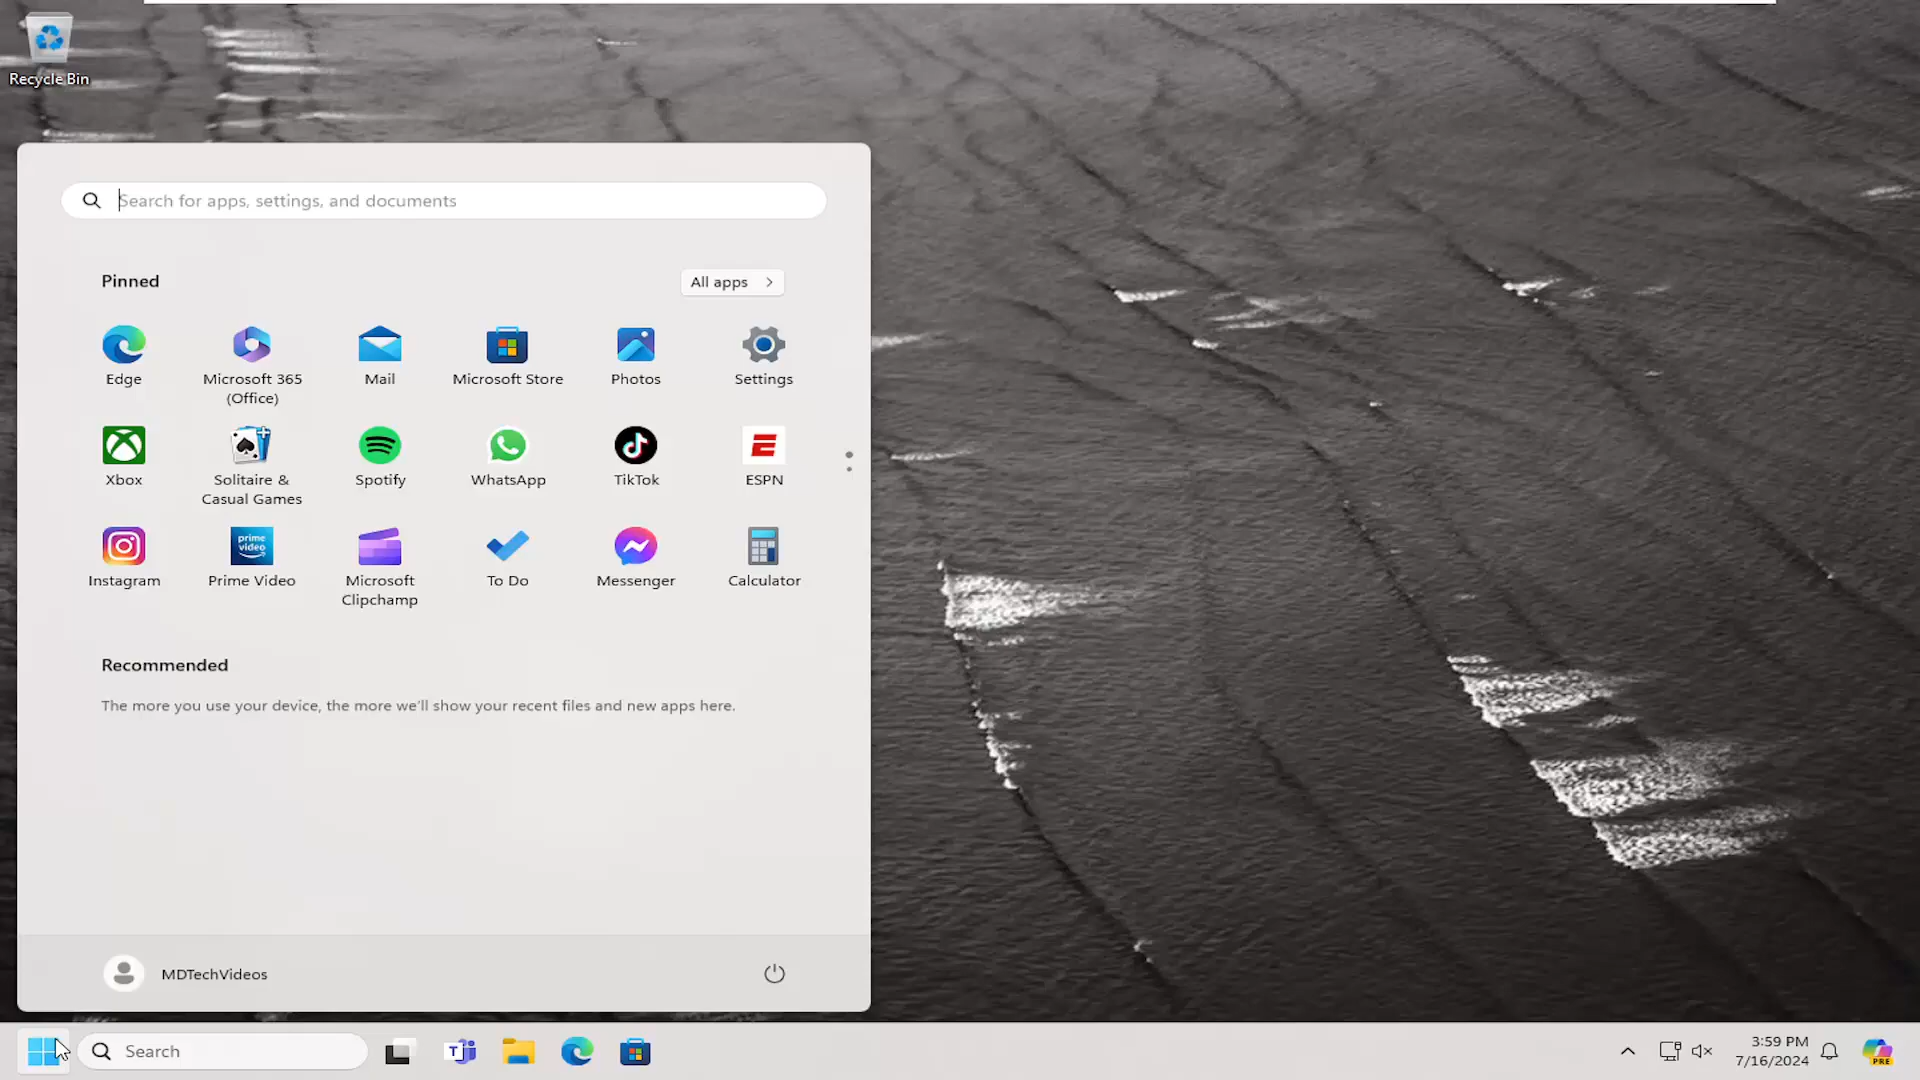 Recycle Bin
Search for apps, settings, and documents
Pinned
All apps
Edge
Microsoft 365
(Office)
Mail
Microsoft Store
Photos
Settings
Xbox
Solitaire &
Casual Games
Spotify
WhatsApp
TikTok
ESPN
prime
video
Instagram
Prime Video
Microsoft
Clipchamp
To Do
Messenger
Calculator
Recommended
The more you use your device, the more we'll show your recent files and new apps here.
MDTechVideos
Search
3:59 PM
7/16/2024
PRE